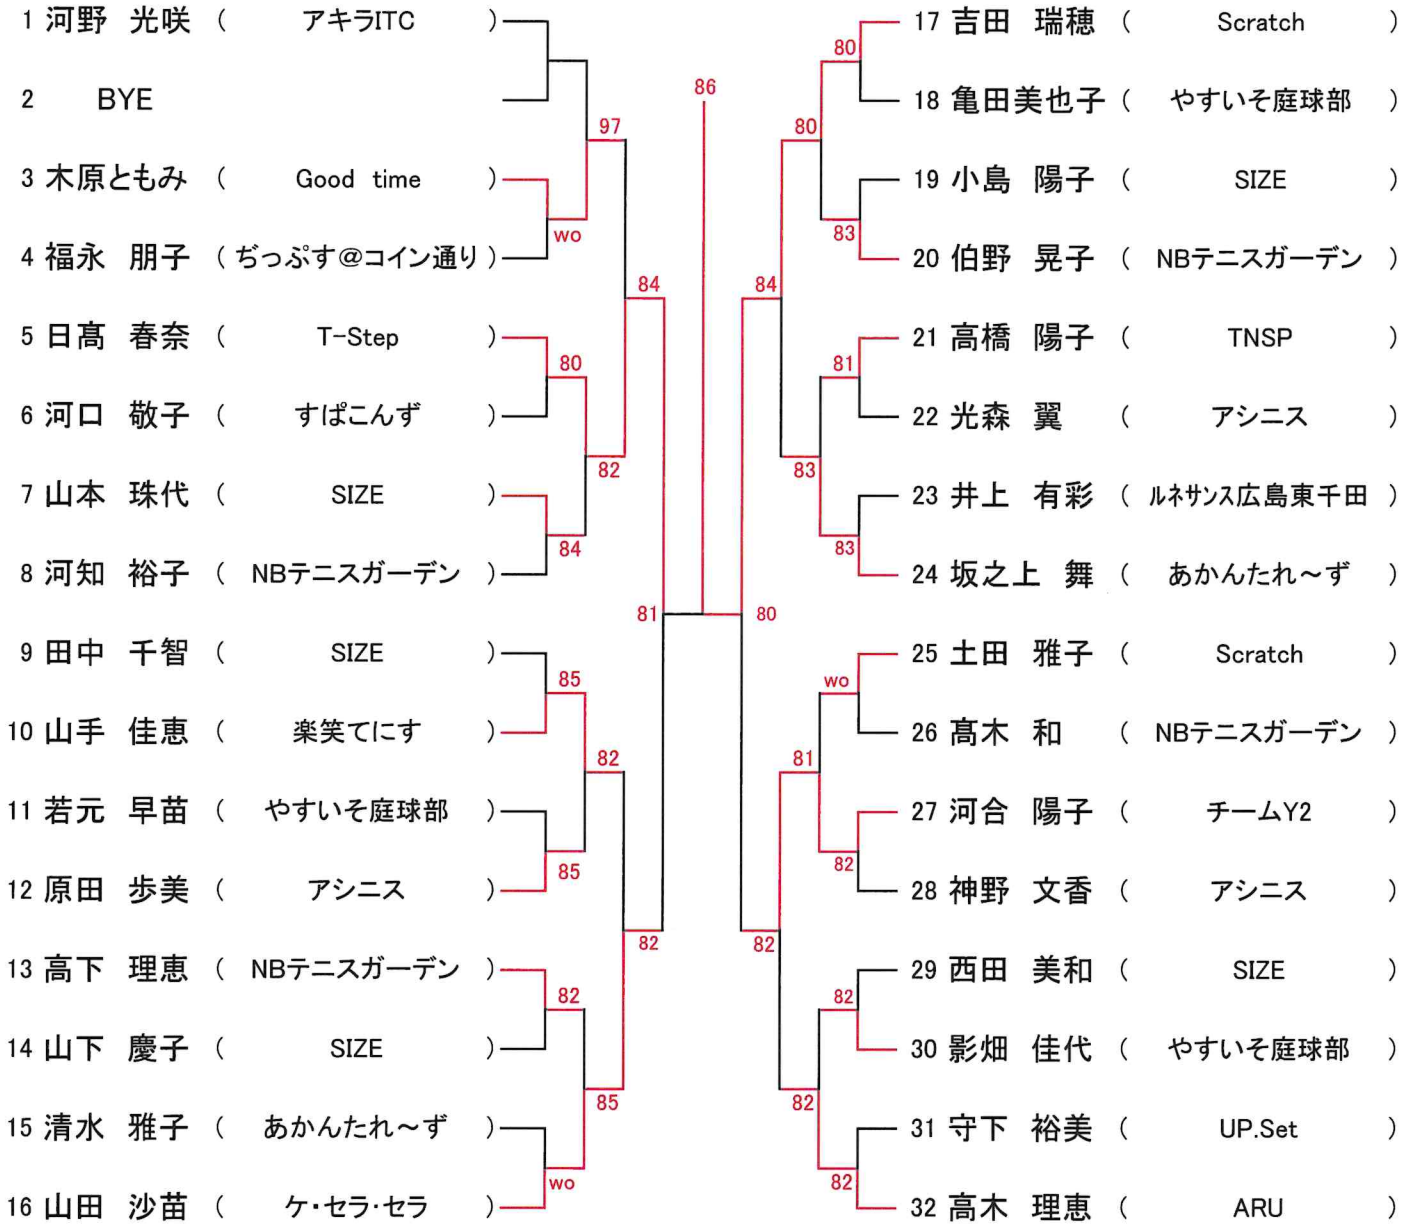 1 河野 光咲 ( アキラITC )
2 BYE
3 木原ともみ ( Good time )
4 福永 朋子 ( ぢっぷす@コイン通り )
5 日髙 春奈 ( T-Step )
6 河口 敬子 ( すぱこんず )
7 山本 珠代 ( SIZE )
8 河知 裕子 ( NBテニスガーデン )
9 田中 千智 ( SIZE )
10 山手 佳恵 ( 楽笑てにす )
11 若元 早苗 ( やすいそ庭球部 )
12 原田 歩美 ( アシニス )
13 高下 理恵 ( NBテニスガーデン )
14 山下 慶子 ( SIZE )
15 清水 雅子 ( あかんたれ～ず )
16 山田 沙苗 ( ケ・セラ・セラ )
97
wo
80
84
85
85
82
wo
82
82
85
84
82
81
86
80
84
82
80
83
81
82
80
83
81
83
wo
82
82
82
17 吉田 瑞穂 ( Scratch )
18 亀田美也子 ( やすいそ庭球部 )
19 小島 陽子 ( SIZE )
20 伯野 晃子 ( NBテニスガーデン )
21 高橋 陽子 ( TNSP )
22 光森 翼 ( アシニス )
23 井上 有彩 ( ルネサンス広島東千田 )
24 坂之上 舞 ( あかんたれ～ず )
25 土田 雅子 ( Scratch )
26 髙木 和 ( NBテニスガーデン )
27 河合 陽子 ( チームY2 )
28 神野 文香 ( アシニス )
29 西田 美和 ( SIZE )
30 影畑 佳代 ( やすいそ庭球部 )
31 守下 裕美 ( UP.Set )
32 高木 理恵 ( ARU )